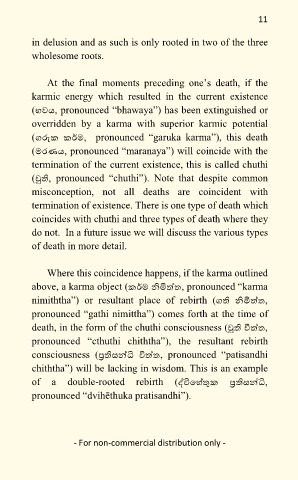 11
in delusion and as such is only rooted in two of the three
wholesome roots.
At the final moments preceding one's death, if the
karmic energy which resulted in the current existence
(භවය, pronounced “bhawaya”) has been extinguished or
overridden by a karma with superior karmic potential
(ගරුක කර්ම, pronounced “garuka karma”), this death
(මරණය, pronounced “maranaya”) will coincide with the
termination of the current existence, this is called chuthi
(චුති, pronounced “chuthi”). Note that despite common
misconception, not all deaths are coincident with
termination of existence. There is one type of death which
coincides with chuthi and three types of death where they
do not. In a future issue we will discuss the various types
of death in more detail.
Where this coincidence happens, if the karma outlined
above, a karma object (කර්ම නිමිත්ත, pronounced “karma
nimiththa”) or resultant place of rebirth (ගති නිමිත්ත,
pronounced “gathi nimittha”) comes forth at the time of
death, in the form of the chuthi consciousness (චුති චිත්ත,
pronounced “cthuthi chiththa”), the resultant rebirth
consciousness (ප්‍රතිසන්ධි චිත්ත, pronounced “patisandhi
chiththa”) will be lacking in wisdom. This is an example
of a double-rooted rebirth (ද්විහේතුක ප්‍රතිසන්ධි,
pronounced “dvihēthuka pratisandhi”).
- For non-commercial distribution only -